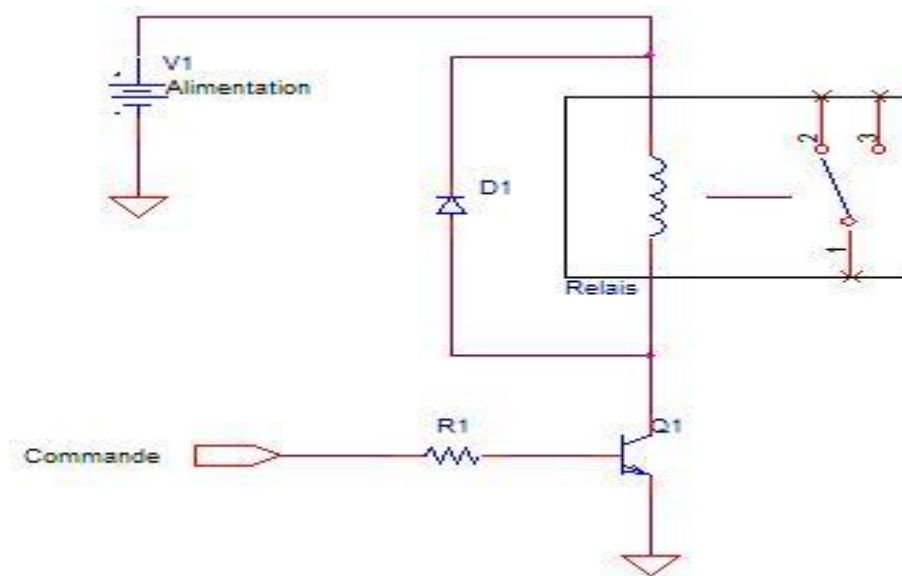 V1
Alimentation
D1
2
3
1
Relais
R1
Q1
Commande